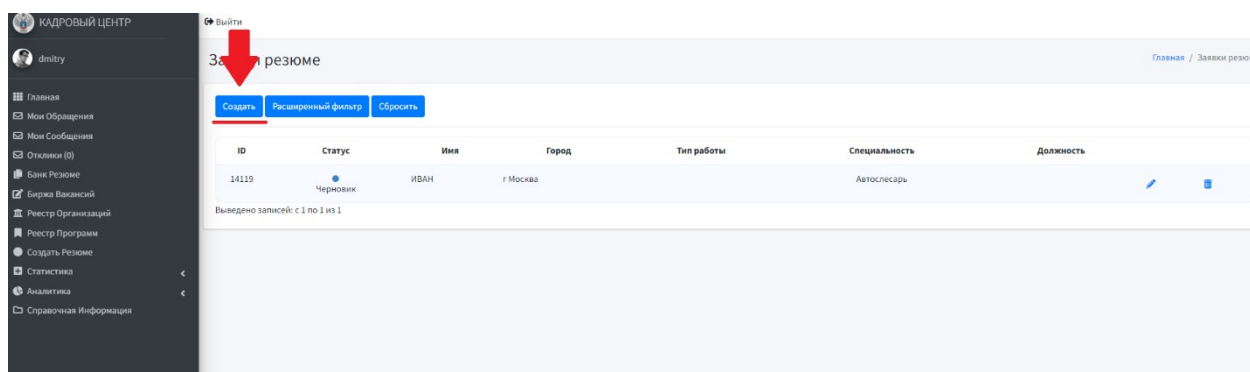 КАДРОВЫЙ ЦЕНТР
Выйти
dmitry
резюме
Главная / Заявки
Главная
Мои Обращения
Мои Сообщения
Отклики (0)
Банк Резюме
Биржа Вакансий
Реестр Организаций
Реестр Программ
Создать Резюме
Статистика
Аналитика
Справочная Информация
Создать Расширенный фильтр Сбросить
ID Статус Имя Город Тип работы Специальность Должность
14119 Черновик ИВАН г Москва Автослесарь
Выведено записей: с 1 по 1 из 1